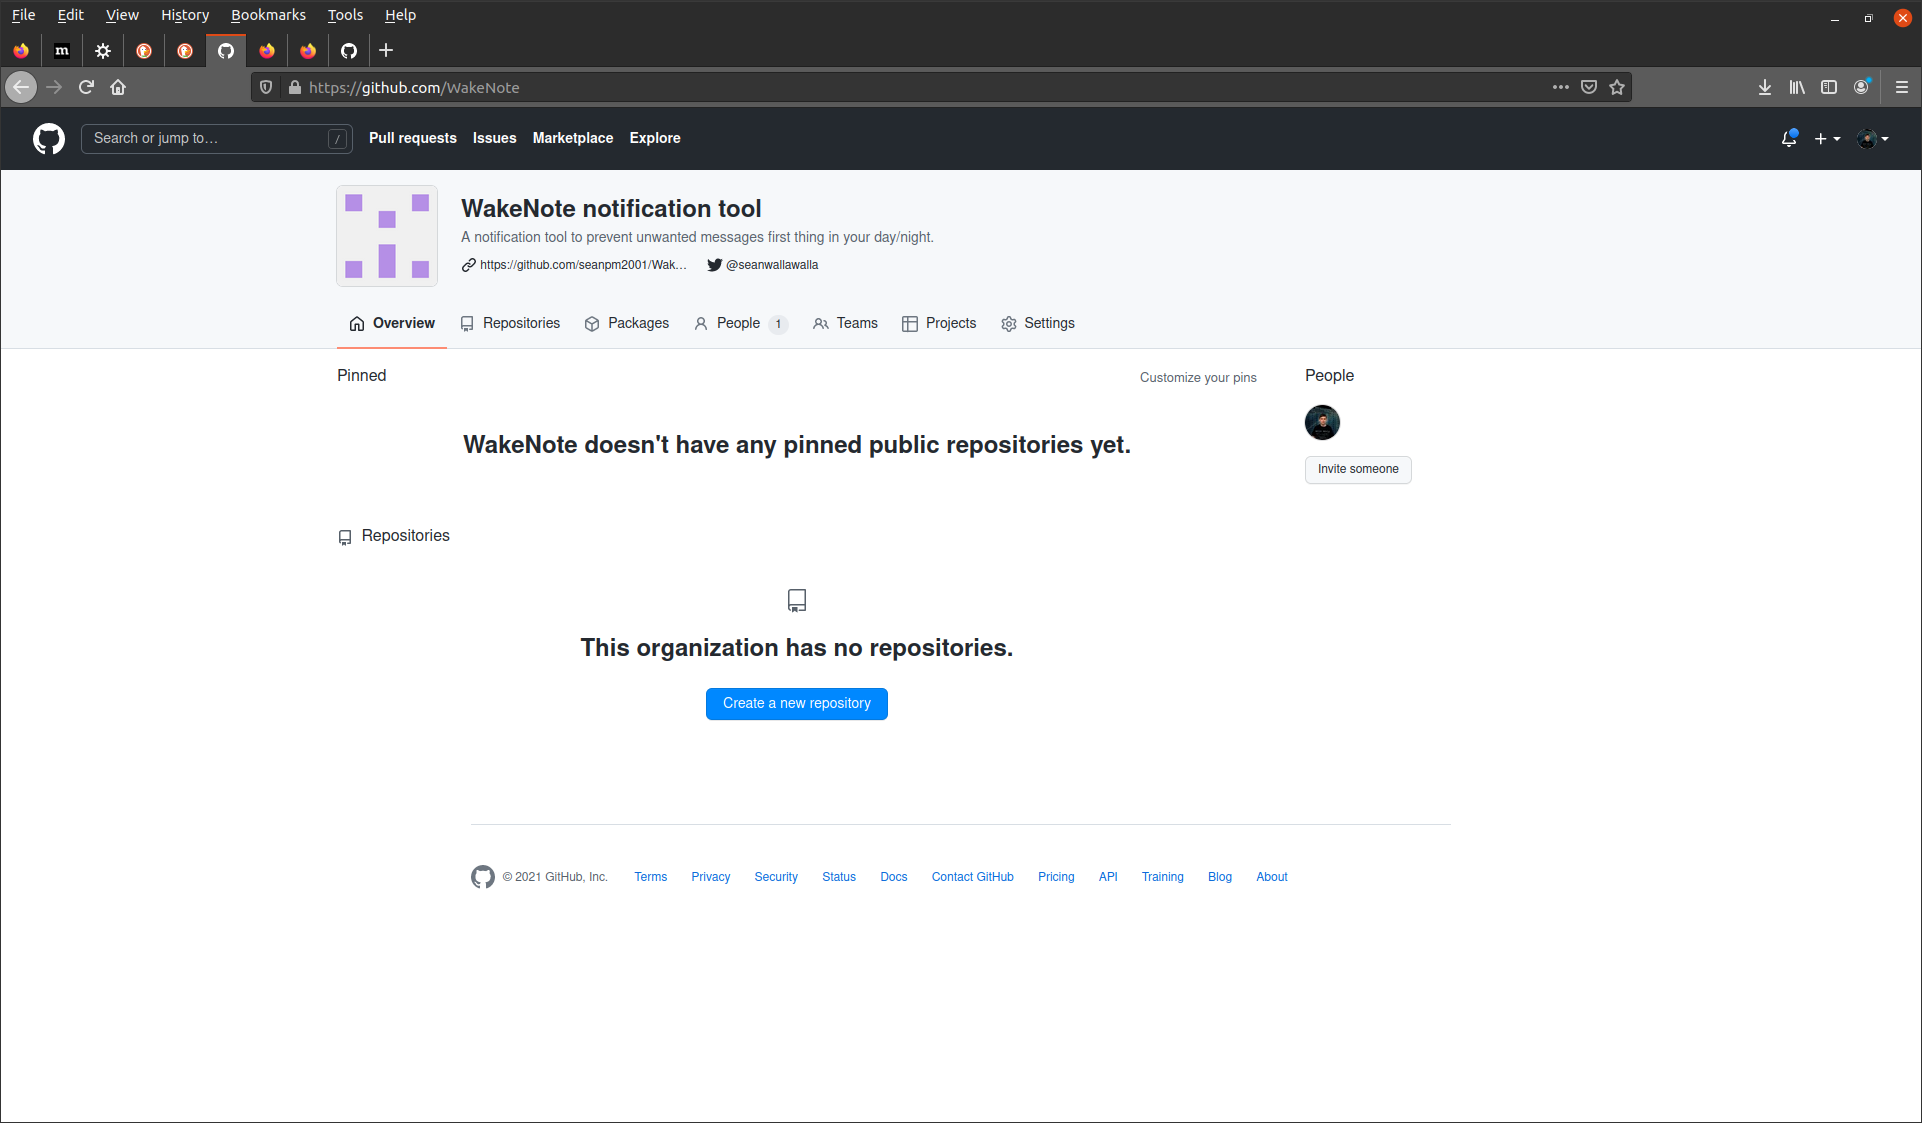 File Edit View History Bookmarks Tools Help
m
https://github.com/WakeNote
Search or jump to… / Pull requests Issues Marketplace Explore
WakeNote notification tool
A notification tool to prevent unwanted messages first thing in your day/night.
https://github.com/seanpm2001/Wak… @seanwallawalla
Overview Repositories Packages People 1 Teams Projects Settings
Pinned Customize your pins
WakeNote doesn't have any pinned public repositories yet.
People
Invite someone
Repositories
This organization has no repositories.
Create a new repository
© 2021 GitHub, Inc. Terms Privacy Security Status Docs Contact GitHub Pricing API Training Blog About